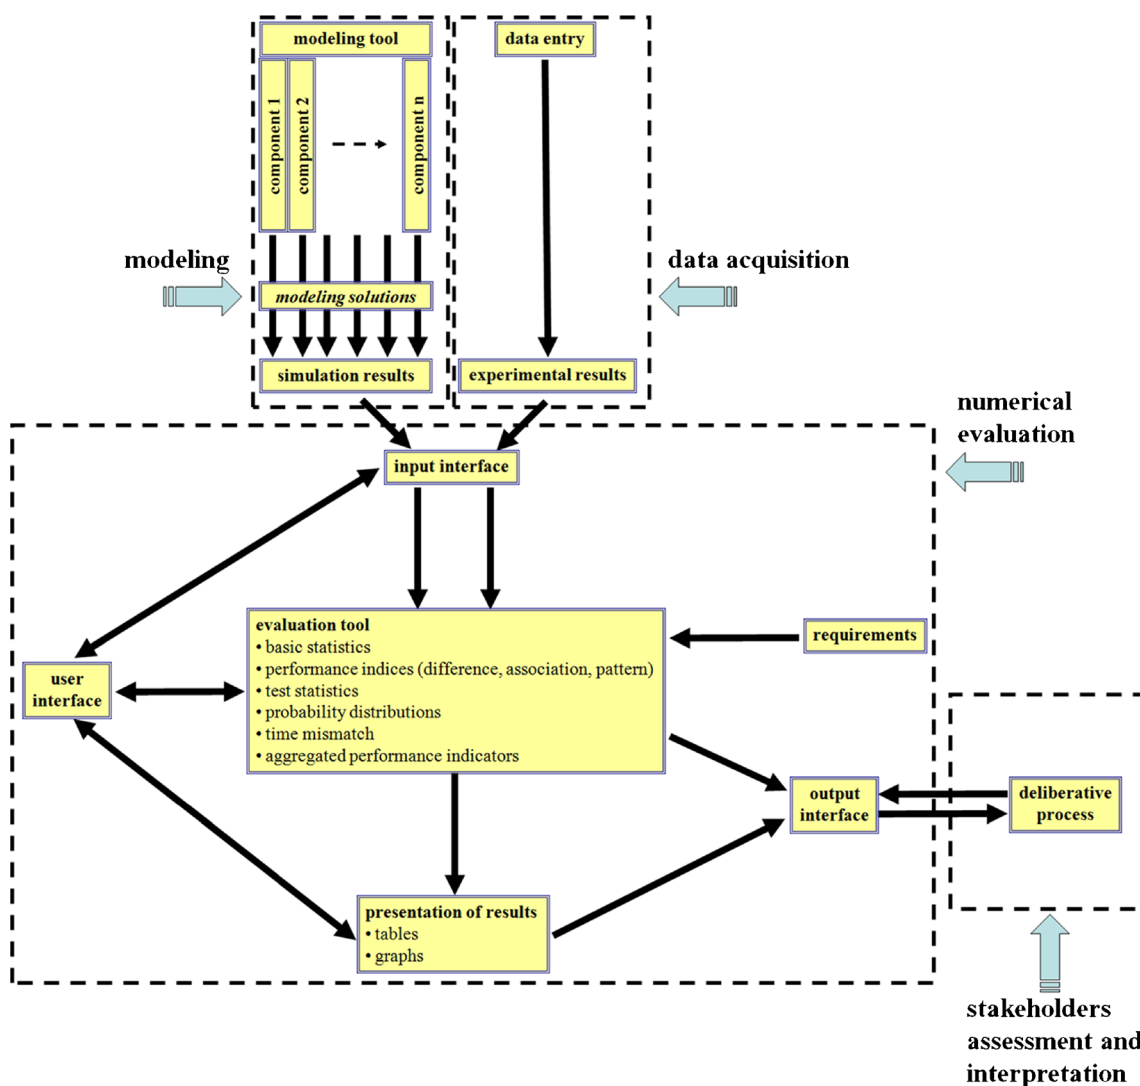 modeling tool
data entry
component 1
component 2
component n
modeling
data acquisition
modeling solutions
simulation results
experimental results
numerical
evaluation
input interface
evaluation tool
• basic statistics
• performance indices (difference, association, pattern)
• test statistics
• probability distributions
• time mismatch
• aggregated performance indicators
requirements
user
interface
output
interface
deliberative
process
presentation of results
• tables
• graphs
stakeholders
assessment and
interpretation